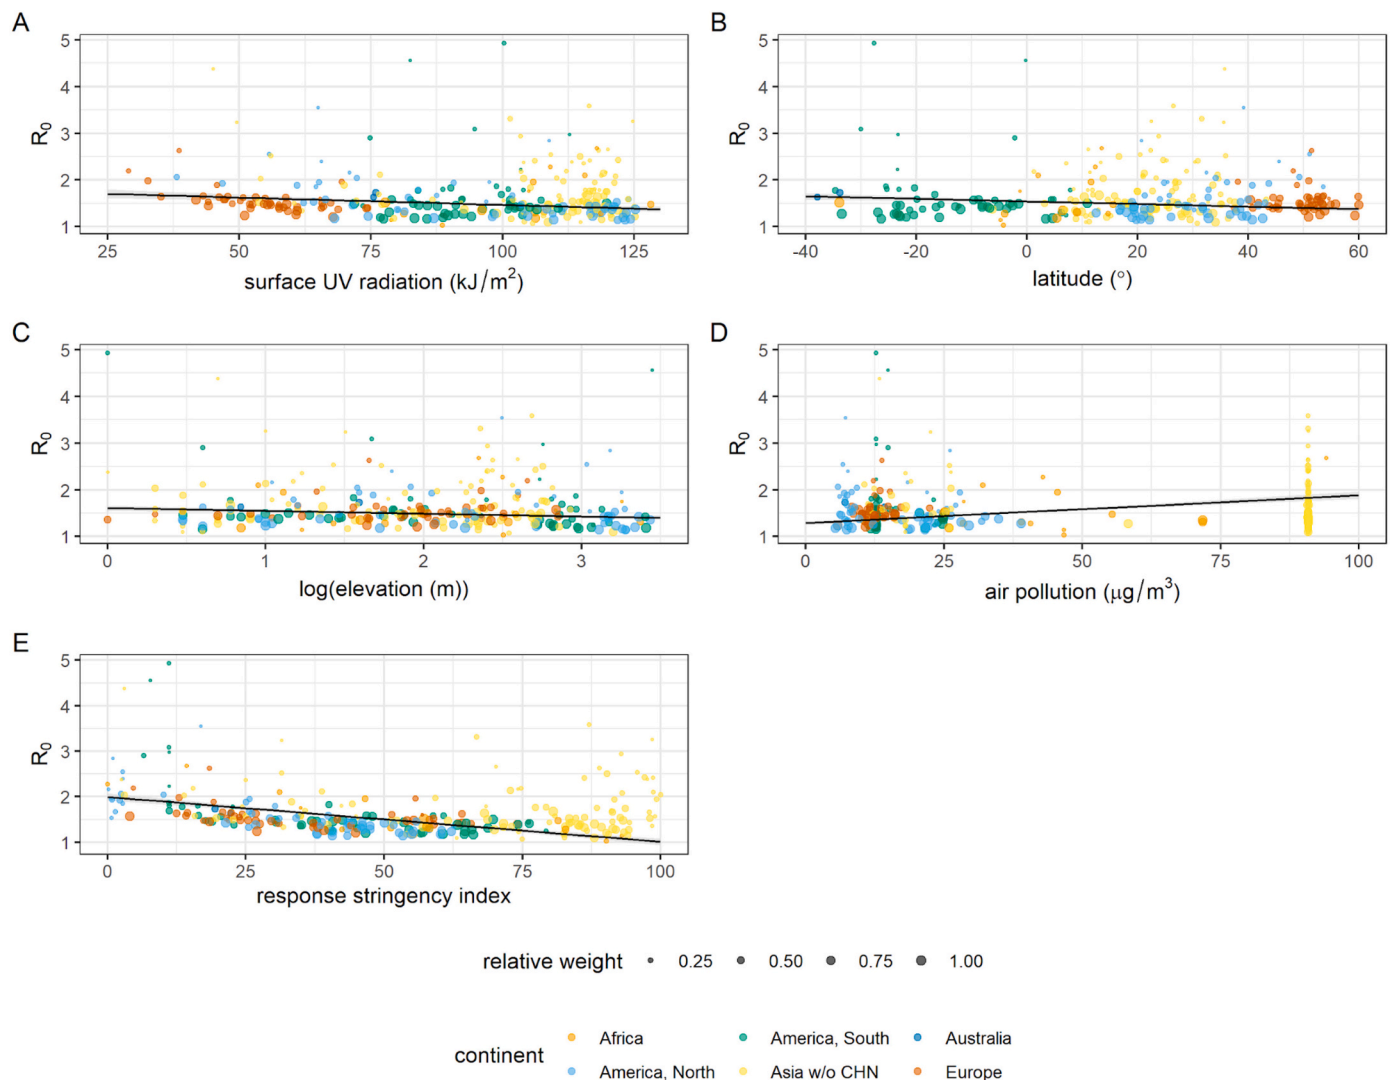 A
5
4
3
2
1
R0
25
50
75
100
125
surface UV radiation (kJ/m²)
B
5
4
3
2
1
R0
-40
-20
0
20
40
60
latitude (°)
C
5
4
3
2
1
R0
0
1
2
3
log(elevation (m))
D
5
4
3
2
1
R0
0
25
50
75
100
air pollution (μg/m³)
E
5
4
3
2
1
R0
0
25
50
75
100
response stringency index
relative weight 0.25 0.50 0.75 1.00
continent
Africa America, South Australia
America, North Asia w/o CHN Europe